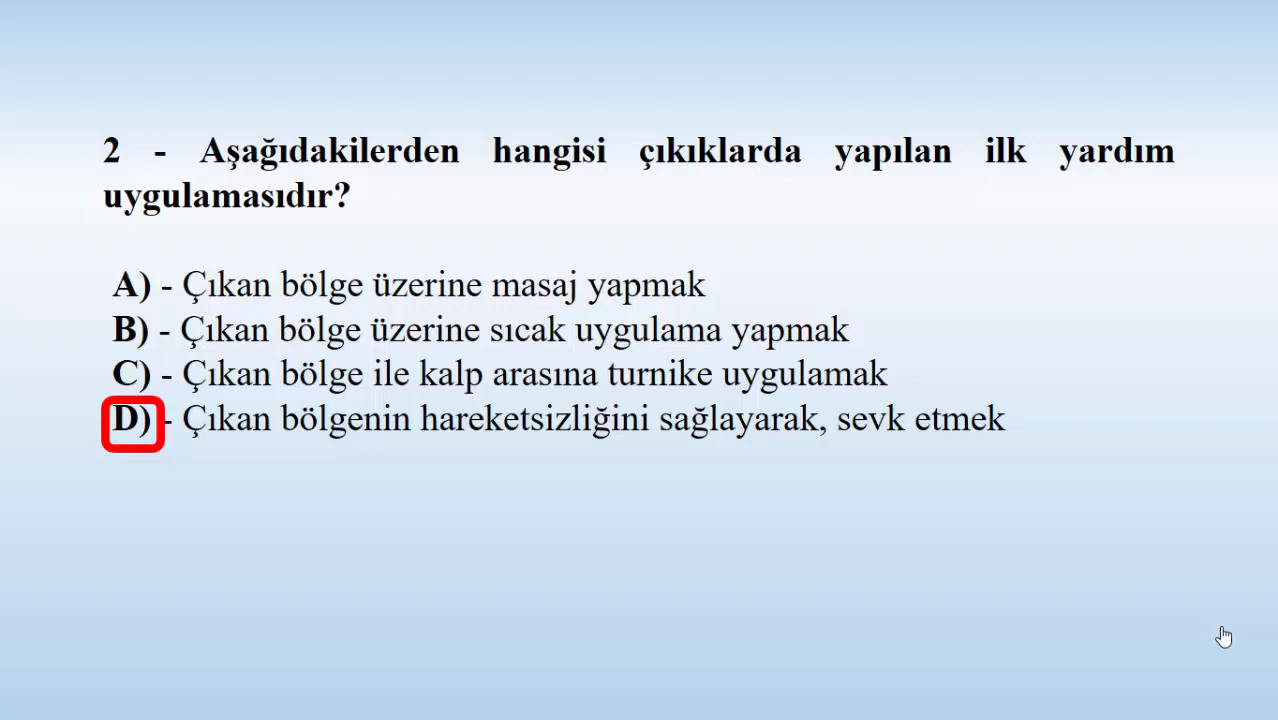 2 - Aşağıdakilerden hangisi çıkıklarda yapılan ilk yardım
uygulamasıdır?
A) - Çıkan bölge üzerine masaj yapmak
B) - Çıkan bölge üzerine sıcak uygulama yapmak
C) - Çıkan bölge ile kalp arasına turnike uygulamak
D) - Çıkan bölgenin hareketsizliğini sağlayarak, sevk etmek